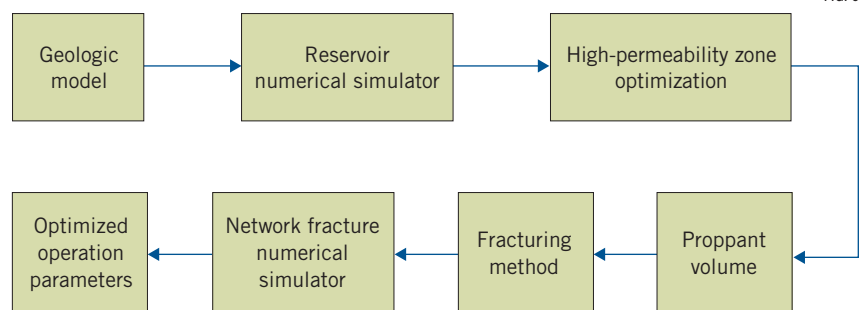 Geologic
model
Reservoir
numerical simulator
High-permeability zone
optimization
Proppant
volume
Fracturing
method
Network fracture
numerical
simulator
Optimized
operation
parameters